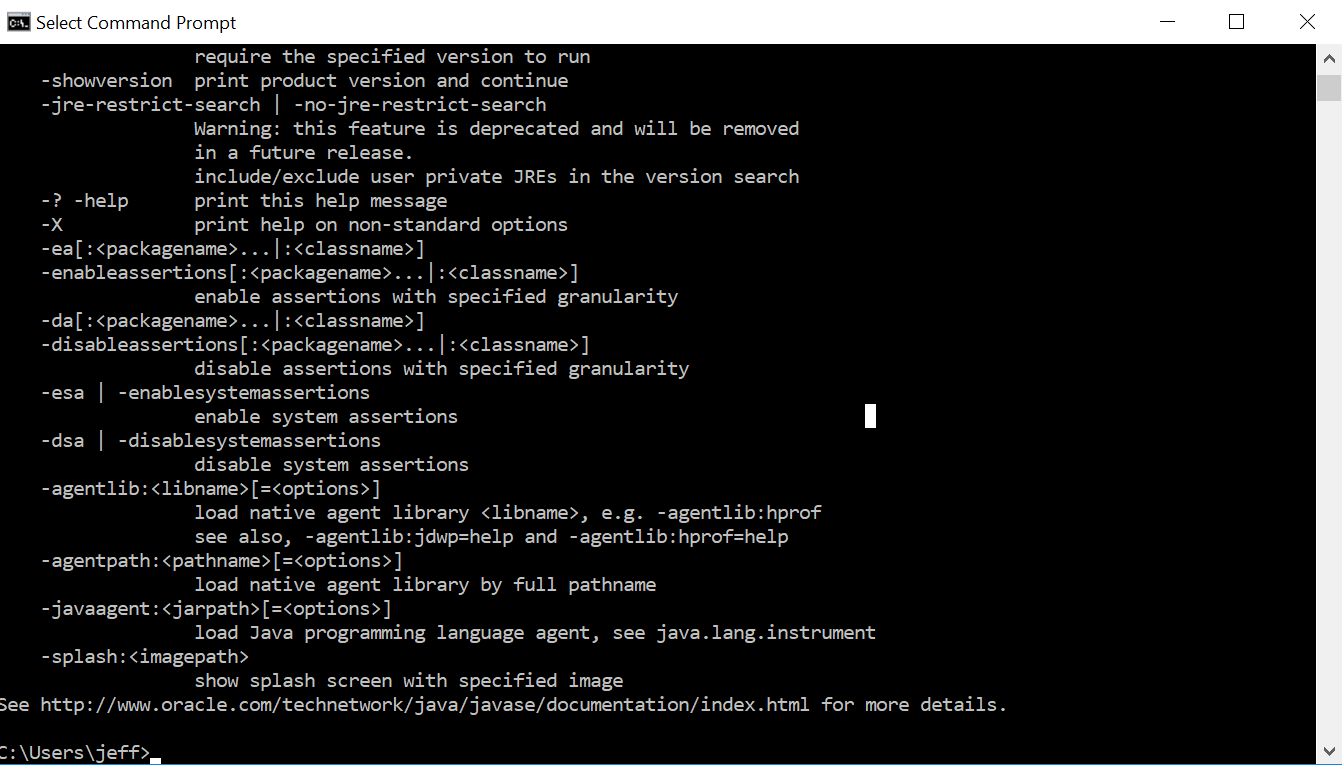 Select Command Prompt
require the specified version to run
-showversion  print product version and continue
-jre-restrict-search | -no-jre-restrict-search
Warning: this feature is deprecated and will be removed
in a future release.
include/exclude user private JREs in the version search
-? -help      print this help message
-X            print help on non-standard options
-ea[:<packagename>...|:<classname>]
-enableassertions[:<packagename>...|:<classname>]
enable assertions with specified granularity
-da[:<packagename>...|:<classname>]
-disableassertions[:<packagename>...|:<classname>]
disable assertions with specified granularity
-esa | -enablesystemassertions
enable system assertions
-dsa | -disablesystemassertions
disable system assertions
-agentlib:<libname>[=<options>]
load native agent library <libname>, e.g. -agentlib:hprof
see also, -agentlib:jdwp=help and -agentlib:hprof=help
-agentpath:<pathname>[=<options>]
load native agent library by full pathname
-javaagent:<jarpath>[=<options>]
load Java programming language agent, see java.lang.instrument
-splash:<imagepath>
show splash screen with specified image
See http://www.oracle.com/technetwork/java/javase/documentation/index.html for more details.
C:\Users\jeff>